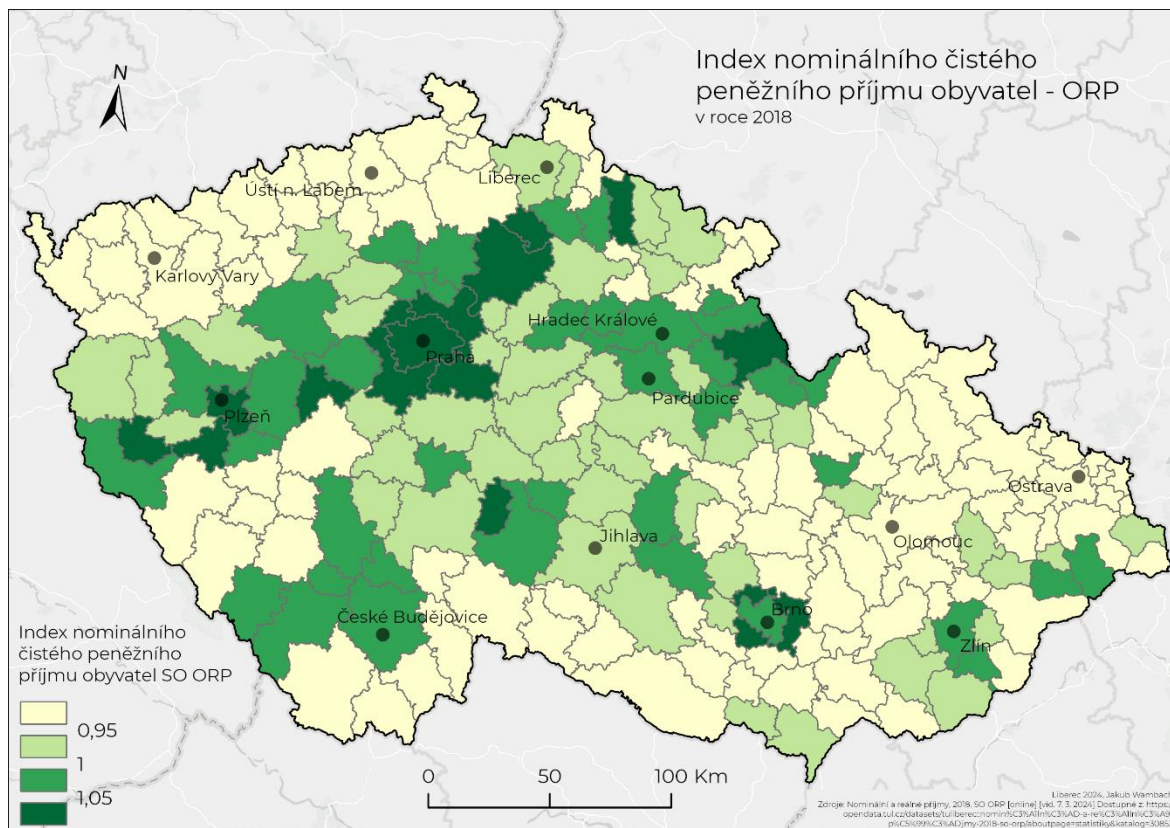 Index nominálního čistého
peněžního příjmu obyvatel - ORP
v roce 2018
N
Ústí n. Labem
Liberec
Karlovy Vary
Hradec Králové
Praha
Pardubice
Plzeň
Ostrava
Olomouc
Jihlava
Brno
České Budějovice
Zlín
Index nominálního
čistého peněžního
příjmu obyvatel SO ORP
0,95
1
1,05
0 50 100 Km
Liberec 2024, Jakub Wambach
Zdroje: Nominální a reálné příjmy, 2018. SO ORP [online] [vid. 7. 3. 2024] Dostupné z: https: